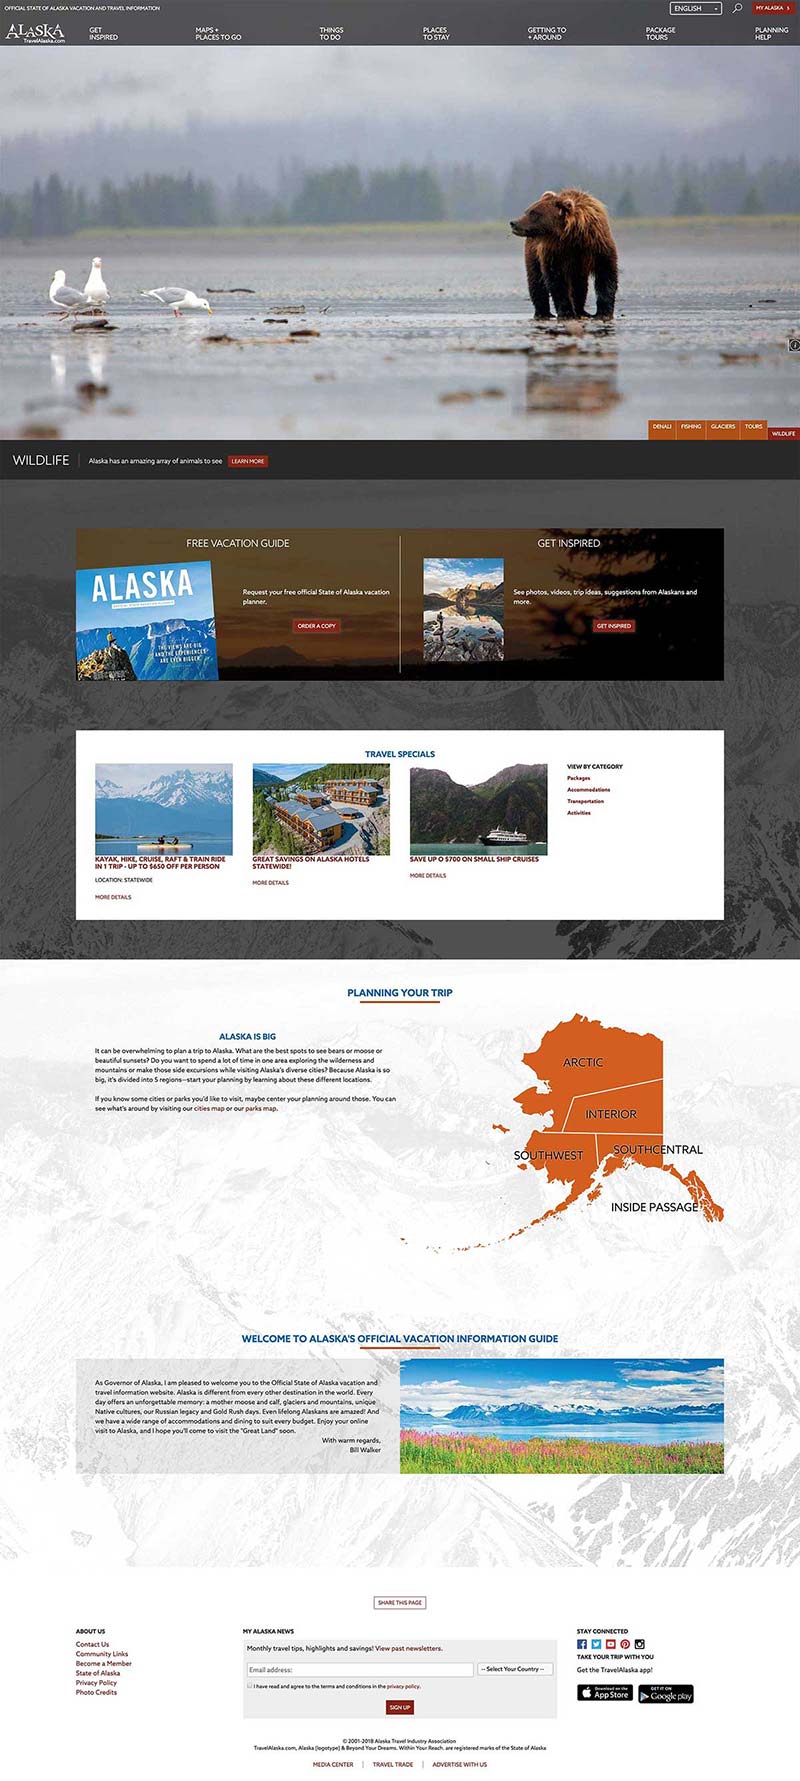 OFFICIAL STATE OF ALASKA VACATION AND TRAVEL INFORMATION
ENGLISH
MY ALASKA
ALASKA
TravelAlaska.com
GET
INSPIRED
MAPS +
PLACES TO GO
THINGS
TO DO
PLACES
TO STAY
GETTING TO
+ AROUND
PACKAGE
TOURS
PLANNING
HELP
DENALI
FISHING
GLACIERS
TOURS
WILDLIFE
WILDLIFE
Alaska has an amazing array of animals to see
LEARN MORE
FREE VACATION GUIDE
ALASKA
OFFICIAL STATE OF ALASKA VACATION PLANNER
THE VIEWS ARE BIG
AND THE EXPERIENCES
ARE EVEN BIGGER.
Request your free official State of Alaska vacation
planner.
ORDER A COPY
GET INSPIRED
See photos, videos, trip ideas, suggestions from Alaskans and
more.
GET INSPIRED
TRAVEL SPECIALS
KAYAK, HIKE, CRUISE, RAFT & TRAIN RIDE
IN 1 TRIP - UP TO $650 OFF PER PERSON
LOCATION: STATEWIDE
MORE DETAILS
GREAT SAVINGS ON ALASKA HOTELS
STATEWIDE!
MORE DETAILS
SAVE UP O $700 ON SMALL SHIP CRUISES
MORE DETAILS
VIEW BY CATEGORY
Packages
Accommodations
Transportation
Activities
PLANNING YOUR TRIP
ALASKA IS BIG
It can be overwhelming to plan a trip to Alaska. What are the best spots to see bears or moose or
beautiful sunsets? Do you want to spend a lot of time in one area exploring the wilderness and
mountains or make those side excursions while visiting Alaska's diverse cities? Because Alaska is so
big, it's divided into 5 regions—start your planning by learning about these different locations.
If you know some cities or parks you'd like to visit, maybe center your planning around those. You can
see what's around by visiting our cities map or our parks map.
ARCTIC
INTERIOR
SOUTHWEST
SOUTHCENTRAL
INSIDE PASSAGE
WELCOME TO ALASKA'S OFFICIAL VACATION INFORMATION GUIDE
As Governor of Alaska, I am pleased to welcome you to the Official State of Alaska vacation and
travel information website. Alaska is different from every other destination in the world. Every
day offers an unforgettable memory: a mother moose and calf, glaciers and mountains, unique
Native cultures, our Russian legacy and Gold Rush days. Even lifelong Alaskans are amazed! And
we have a wide range of accommodations and dining to suit every budget. Enjoy your online
visit to Alaska, and I hope you'll come to visit the "Great Land" soon.
With warm regards,
Bill Walker
SHARE THIS PAGE
ABOUT US
Contact Us
Community Links
Become a Member
State of Alaska
Privacy Policy
Photo Credits
MY ALASKA NEWS
Monthly travel tips, highlights and savings! View past newsletters.
Email address:
-- Select Your Country --
I have read and agree to the terms and conditions in the privacy policy.
SIGN UP
STAY CONNECTED
TAKE YOUR TRIP WITH YOU
Get the TravelAlaska app!
Download on the
App Store
GET IT ON
Google play
© 2001-2018 Alaska Travel Industry Association
TravelAlaska.com, Alaska [logotype] & Beyond Your Dreams. Within Your Reach. are registered marks of the State of Alaska
MEDIA CENTER | TRAVEL TRADE | ADVERTISE WITH US